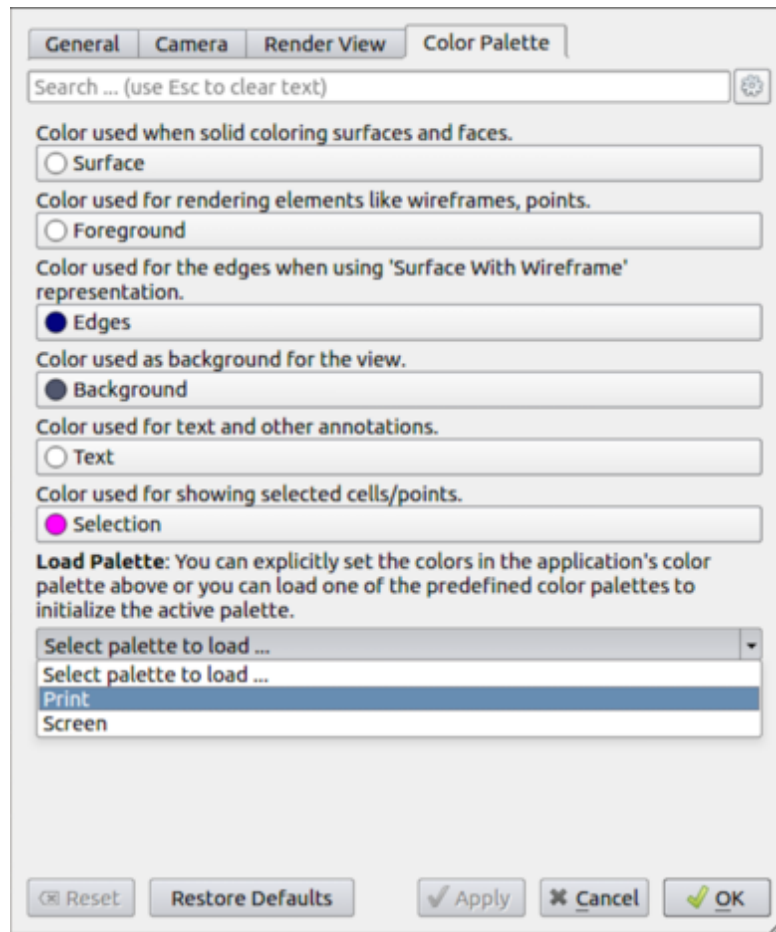 General Camera Render View Color Palette
Search ... (use Esc to clear text)
Color used when solid coloring surfaces and faces.
Surface
Color used for rendering elements like wireframes, points.
Foreground
Color used for the edges when using 'Surface With Wireframe'
representation.
Edges
Color used as background for the view.
Background
Color used for text and other annotations.
Text
Color used for showing selected cells/points.
Selection
Load Palette: You can explicitly set the colors in the application's color
palette above or you can load one of the predefined color palettes to
initialize the active palette.
Select palette to load ...
Select palette to load ...
Print
Screen
Reset Restore Defaults Apply Cancel OK